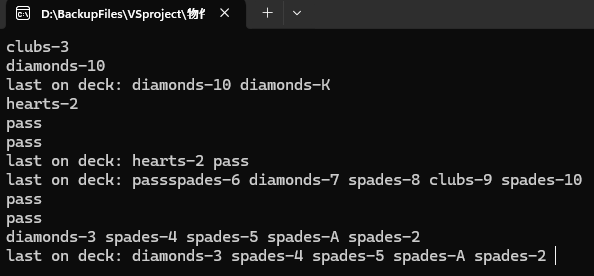 D:\BackupFiles\VSproject\物件
clubs-3
diamonds-10
last on deck: diamonds-10 diamonds-K
hearts-2
pass
pass
last on deck: hearts-2 pass
last on deck: passspades-6 diamonds-7 spades-8 clubs-9 spades-10
pass
pass
diamonds-3 spades-4 spades-5 spades-A spades-2
last on deck: diamonds-3 spades-4 spades-5 spades-A spades-2